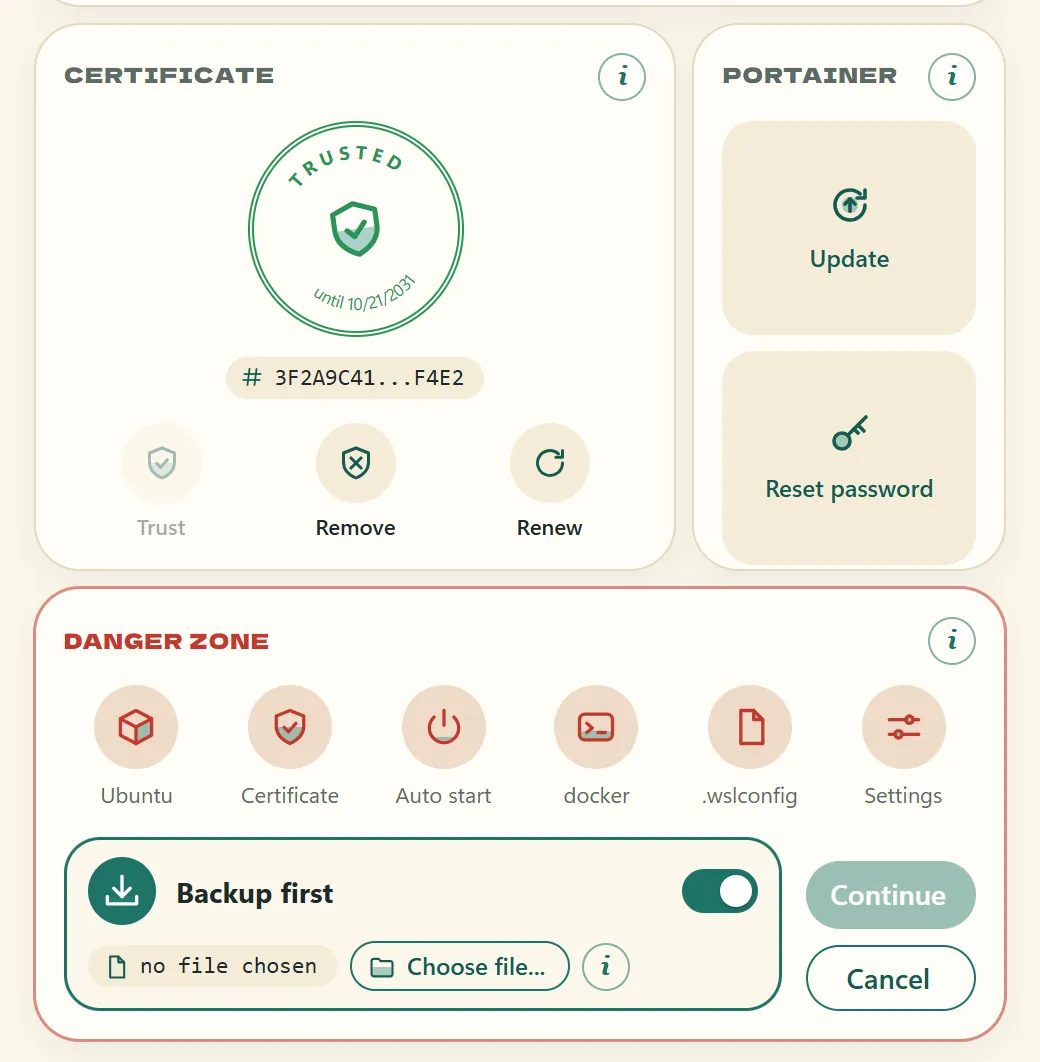 CERTIFICATE
i
TRUSTED
until 10/21/2031
# 3F2A9C41...F4E2
Trust
Remove
Renew
PORTAINER
i
Update
Reset password
DANGER ZONE
i
Ubuntu
Certificate
Auto start
docker
.wslconfig
Settings
Backup first
no file chosen
Choose file...
i
Continue
Cancel